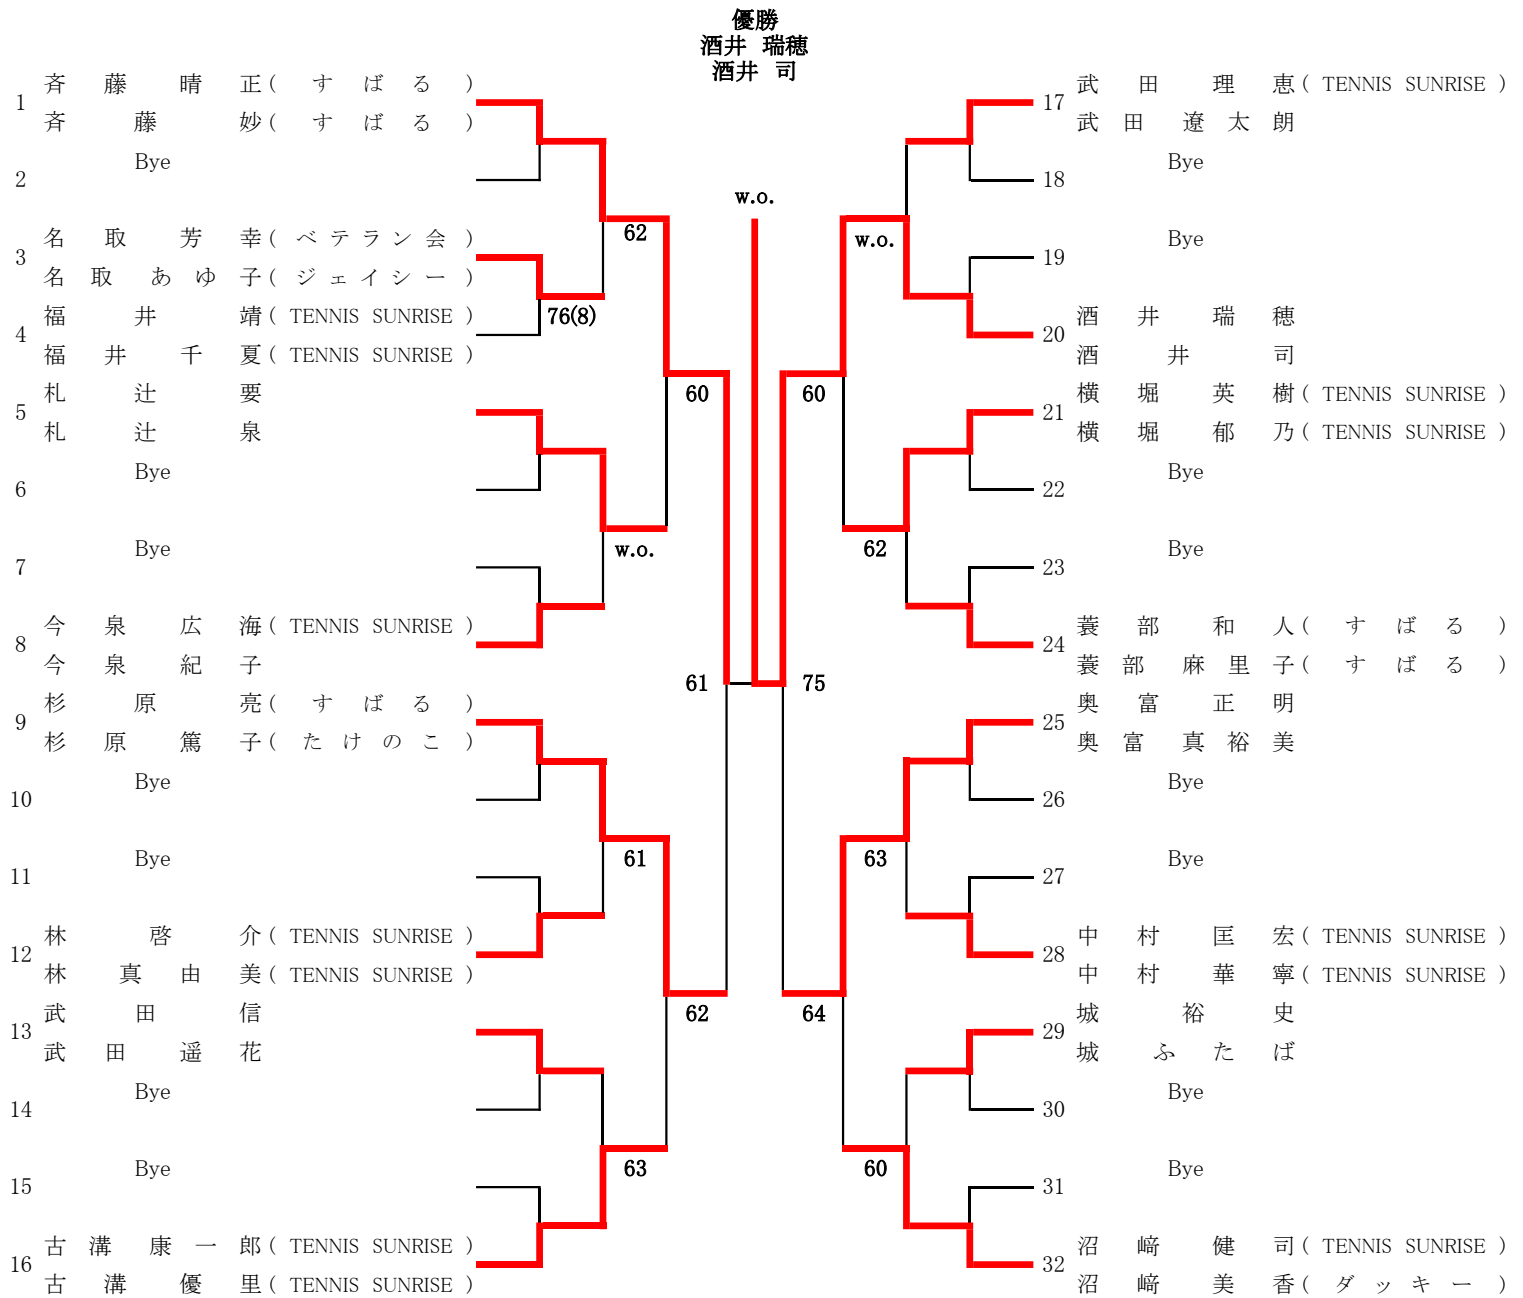 優勝
酒井 瑞穂
酒井 司
1
斉藤晴正(すばる)
斉藤妙(すばる)
2
Bye
3
名取芳幸(ベテラン会)
名取あゆ子(ジェイシー)
4
福井靖(TENNIS SUNRISE)
福井千夏(TENNIS SUNRISE)
5
札辻要
札辻泉
6
Bye
7
Bye
8
今泉広海(TENNIS SUNRISE)
今泉紀子
9
杉原亮(すばる)
杉原篤子(たけのこ)
10
Bye
11
Bye
12
林啓介(TENNIS SUNRISE)
林真由美(TENNIS SUNRISE)
13
武田信
武田遥花
14
Bye
15
Bye
16
古溝康一郎(TENNIS SUNRISE)
古溝優里(TENNIS SUNRISE)
76(8)
62
w.o.
61
63
60
62
61
w.o.
75
60
64
w.o.
62
63
60
17
武田理恵(TENNIS SUNRISE)
武田遼太朗
18
Bye
19
Bye
20
酒井瑞穂
酒井司
21
横堀英樹(TENNIS SUNRISE)
横堀郁乃(TENNIS SUNRISE)
22
Bye
23
Bye
24
蓑部和人(すばる)
蓑部麻里子(すばる)
25
奥富正明
奥富真裕美
26
Bye
27
Bye
28
中村匡宏(TENNIS SUNRISE)
中村華寧(TENNIS SUNRISE)
29
城裕史
城ふたば
30
Bye
31
Bye
32
沼﨑健司(TENNIS SUNRISE)
沼﨑美香(ダッキー)